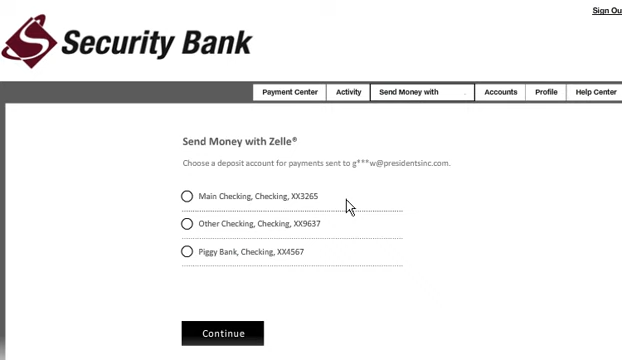 Sign Ou
Security Bank
Payment Center Activity Send Money with Accounts Profile Help Center
Send Money with Zelle®
Choose a deposit account for payments sent to g***w@presidentsinc.com.
Main Checking, Checking, XX3265
Other Checking, Checking, XX9637
Piggy Bank, Checking, XX4567
Continue